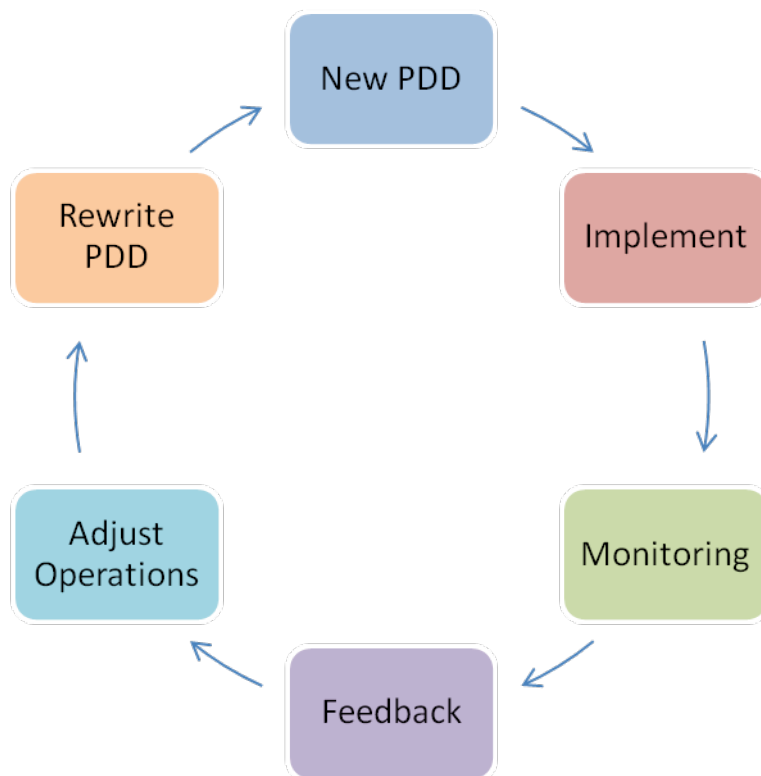 New PDD
Implement
Monitoring
Feedback
Adjust
Operations
Rewrite
PDD